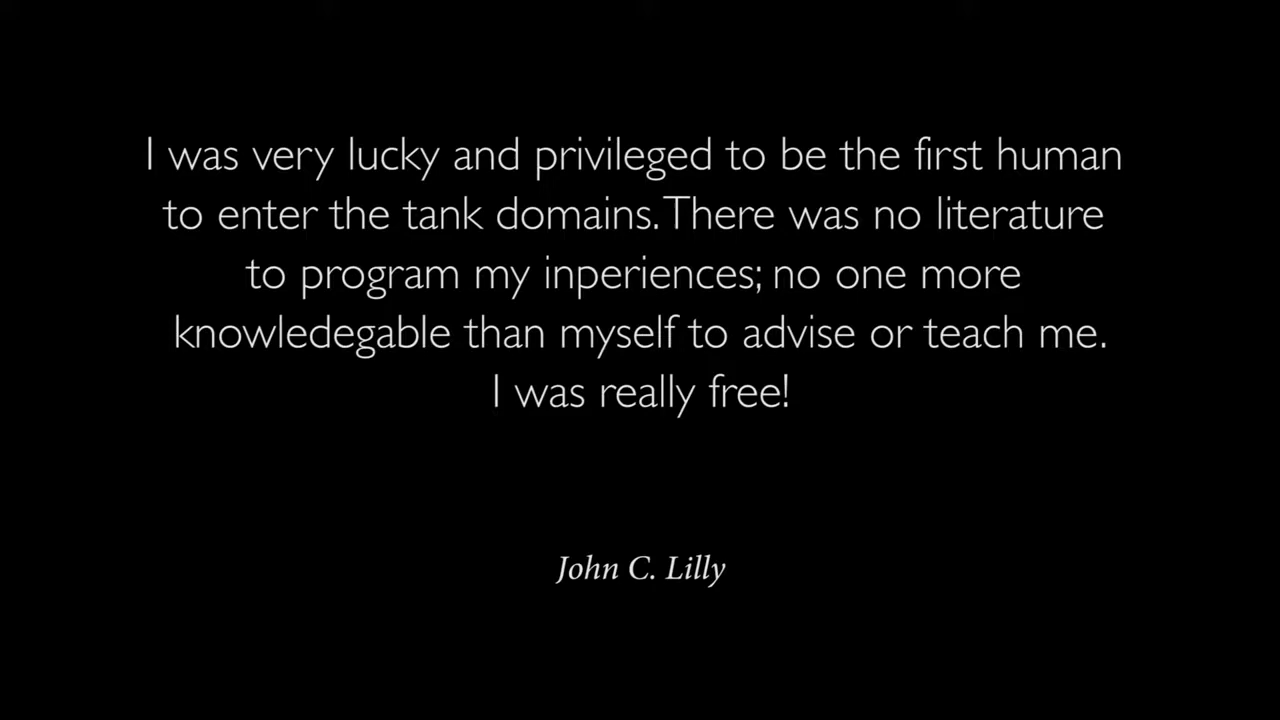 I was very lucky and privileged to be the first human
to enter the tank domains. There was no literature
to program my inperiences; no one more
knowledegable than myself to advise or teach me.
I was really free!
John C. Lilly